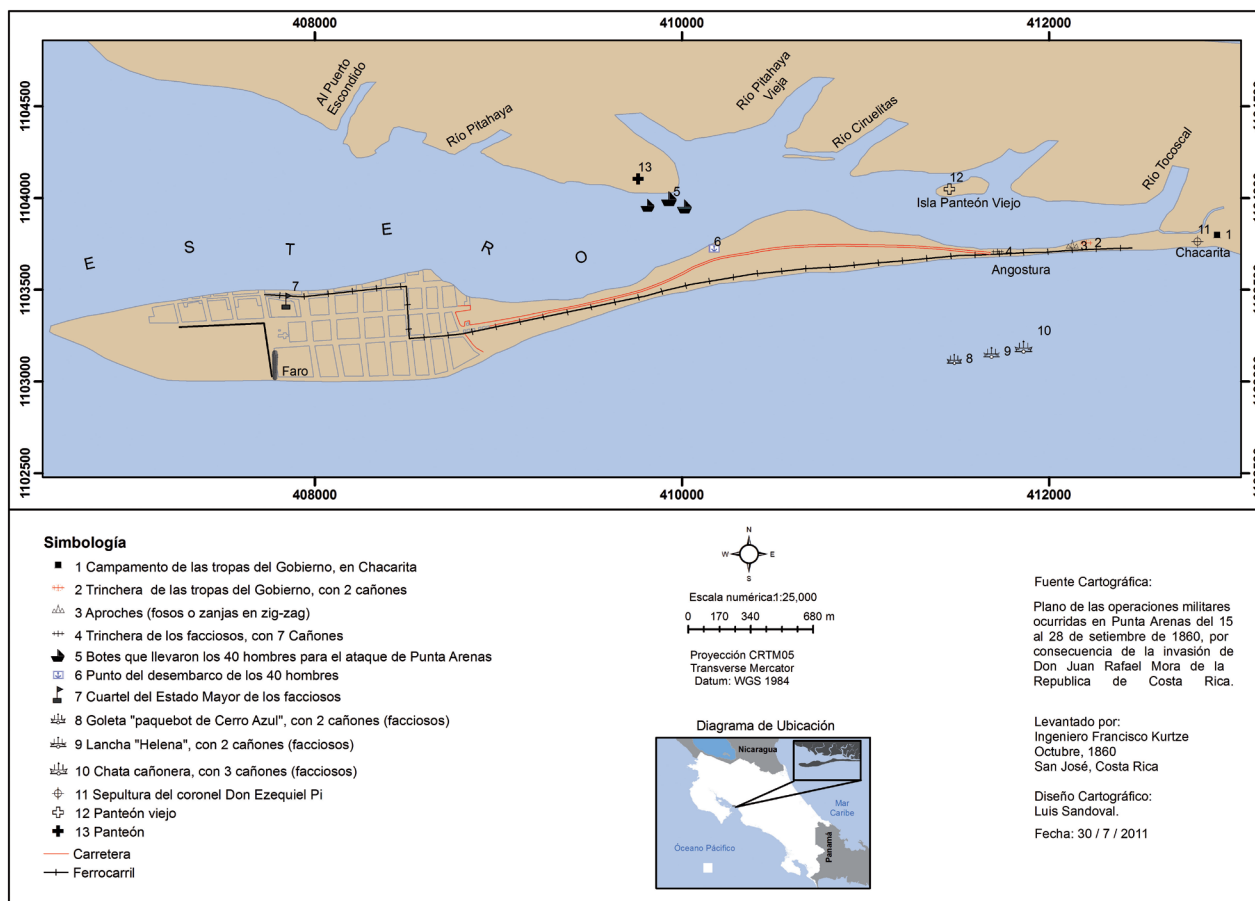 408000
410000
412000
1104500
1104000
1103500
1103000
1102500
Al Puerto
Escondido
Río Pitahaya
Río Pitahaya
Vieja
Río Ciruelitas
Río Tocoscal
13
5
12
Isla Panteón Viejo
11
1
Chacarita
6
4
3
2
Angostura
E S T E R O
7
Faro
8
9
10
408000
410000
412000
Simbología
1 Campamento de las tropas del Gobierno, en Chacarita
2 Trinchera de las tropas del Gobierno, con 2 cañones
3 Aproches (fosos o zanjas en zig-zag)
4 Trinchera de los facciosos, con 7 Cañones
5 Botes que llevaron los 40 hombres para el ataque de Punta Arenas
6 Punto del desembarco de los 40 hombres
7 Cuartel del Estado Mayor de los facciosos
8 Goleta "paquebot de Cerro Azul", con 2 cañones (facciosos)
9 Lancha "Helena", con 2 cañones (facciosos)
10 Chata cañonera, con 3 cañones (facciosos)
11 Sepultura del coronel Don Ezequiel Pi
12 Panteón viejo
13 Panteón
Carretera
Ferrocarril
N
W E
S
Escala numérica:1:25,000
0 170 340 680 m
Proyección CRTM05
Transverse Mercator
Datum: WGS 1984
Diagrama de Ubicación
Nicaragua
Mar
Caribe
Panamá
Óceano Pácifico
Fuente Cartográfica:
Plano de las operaciones militares
ocurridas en Punta Arenas del 15
al 28 de setiembre de 1860, por
consecuencia de la invasión de
Don Juan Rafael Mora de la
Republica de Costa Rica.
Levantado por:
Ingeniero Francisco Kurtze
Octubre, 1860
San José, Costa Rica
Diseño Cartográfico:
Luis Sandoval.
Fecha: 30 / 7 / 2011